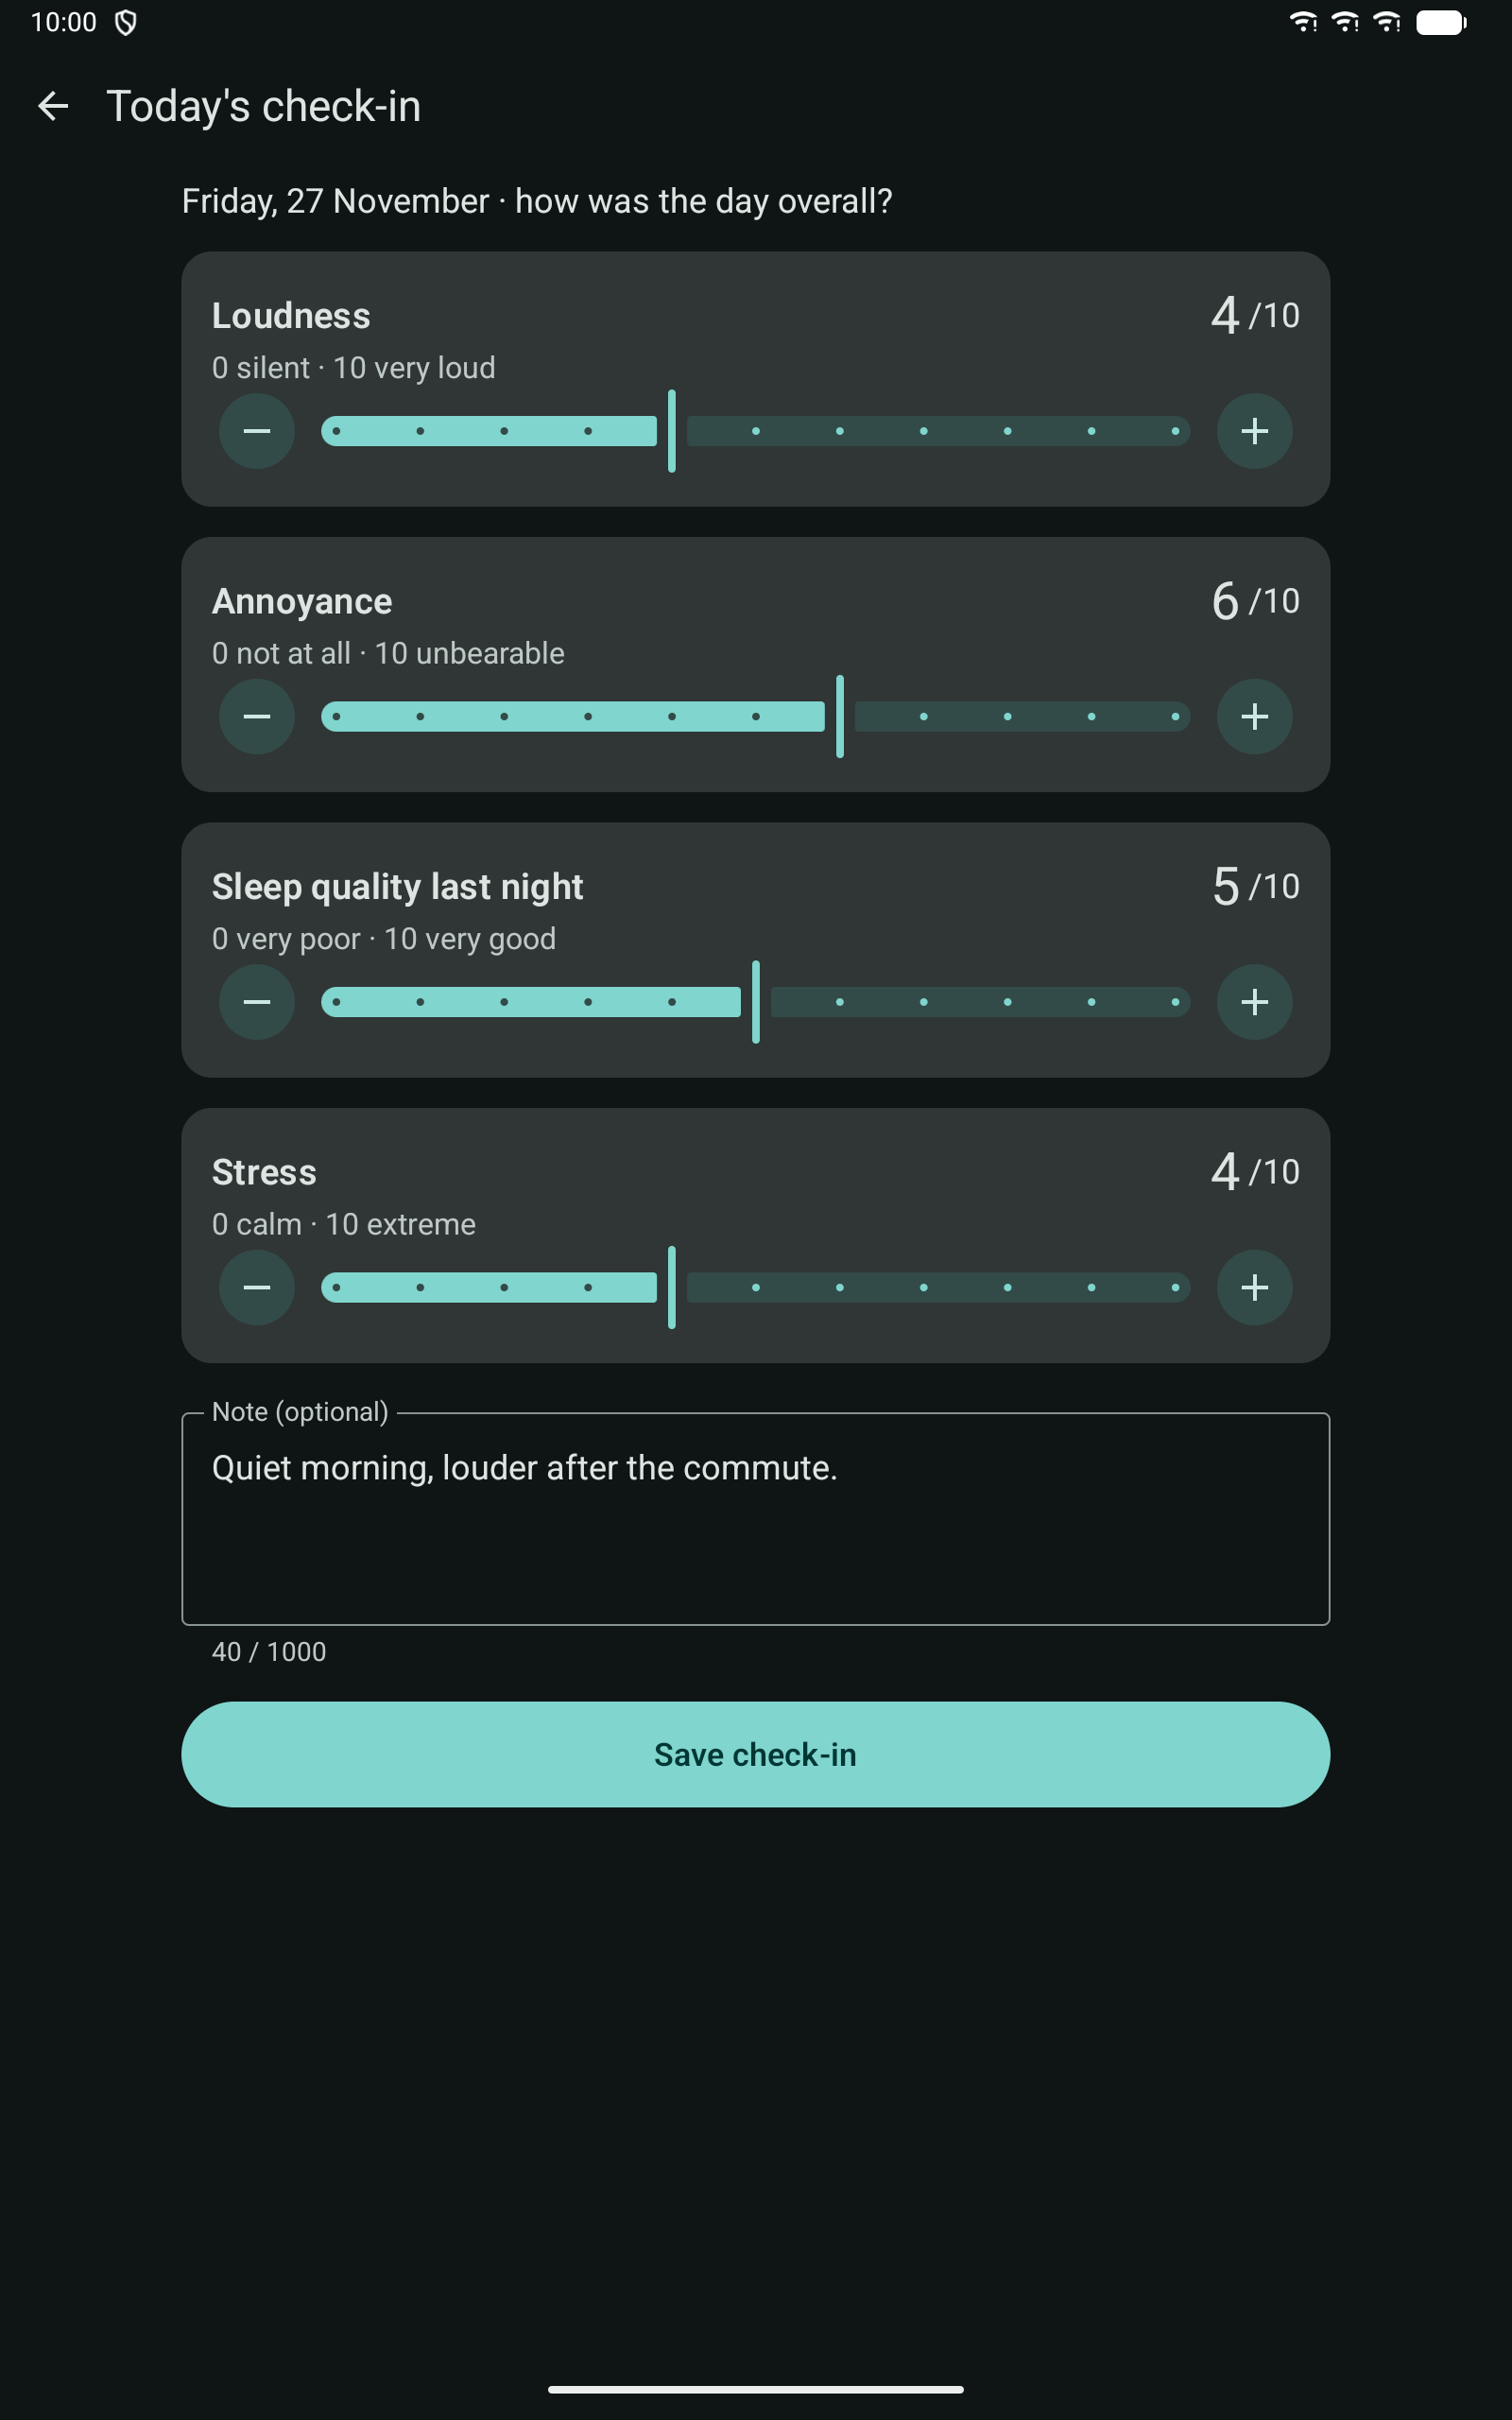 10:00
Today's check-in
Friday, 27 November · how was the day overall?
Loudness
4 /10
0 silent · 10 very loud
Annoyance
6 /10
0 not at all · 10 unbearable
Sleep quality last night
5 /10
0 very poor · 10 very good
Stress
4 /10
0 calm · 10 extreme
Note (optional)
Quiet morning, louder after the commute.
40 / 1000
Save check-in